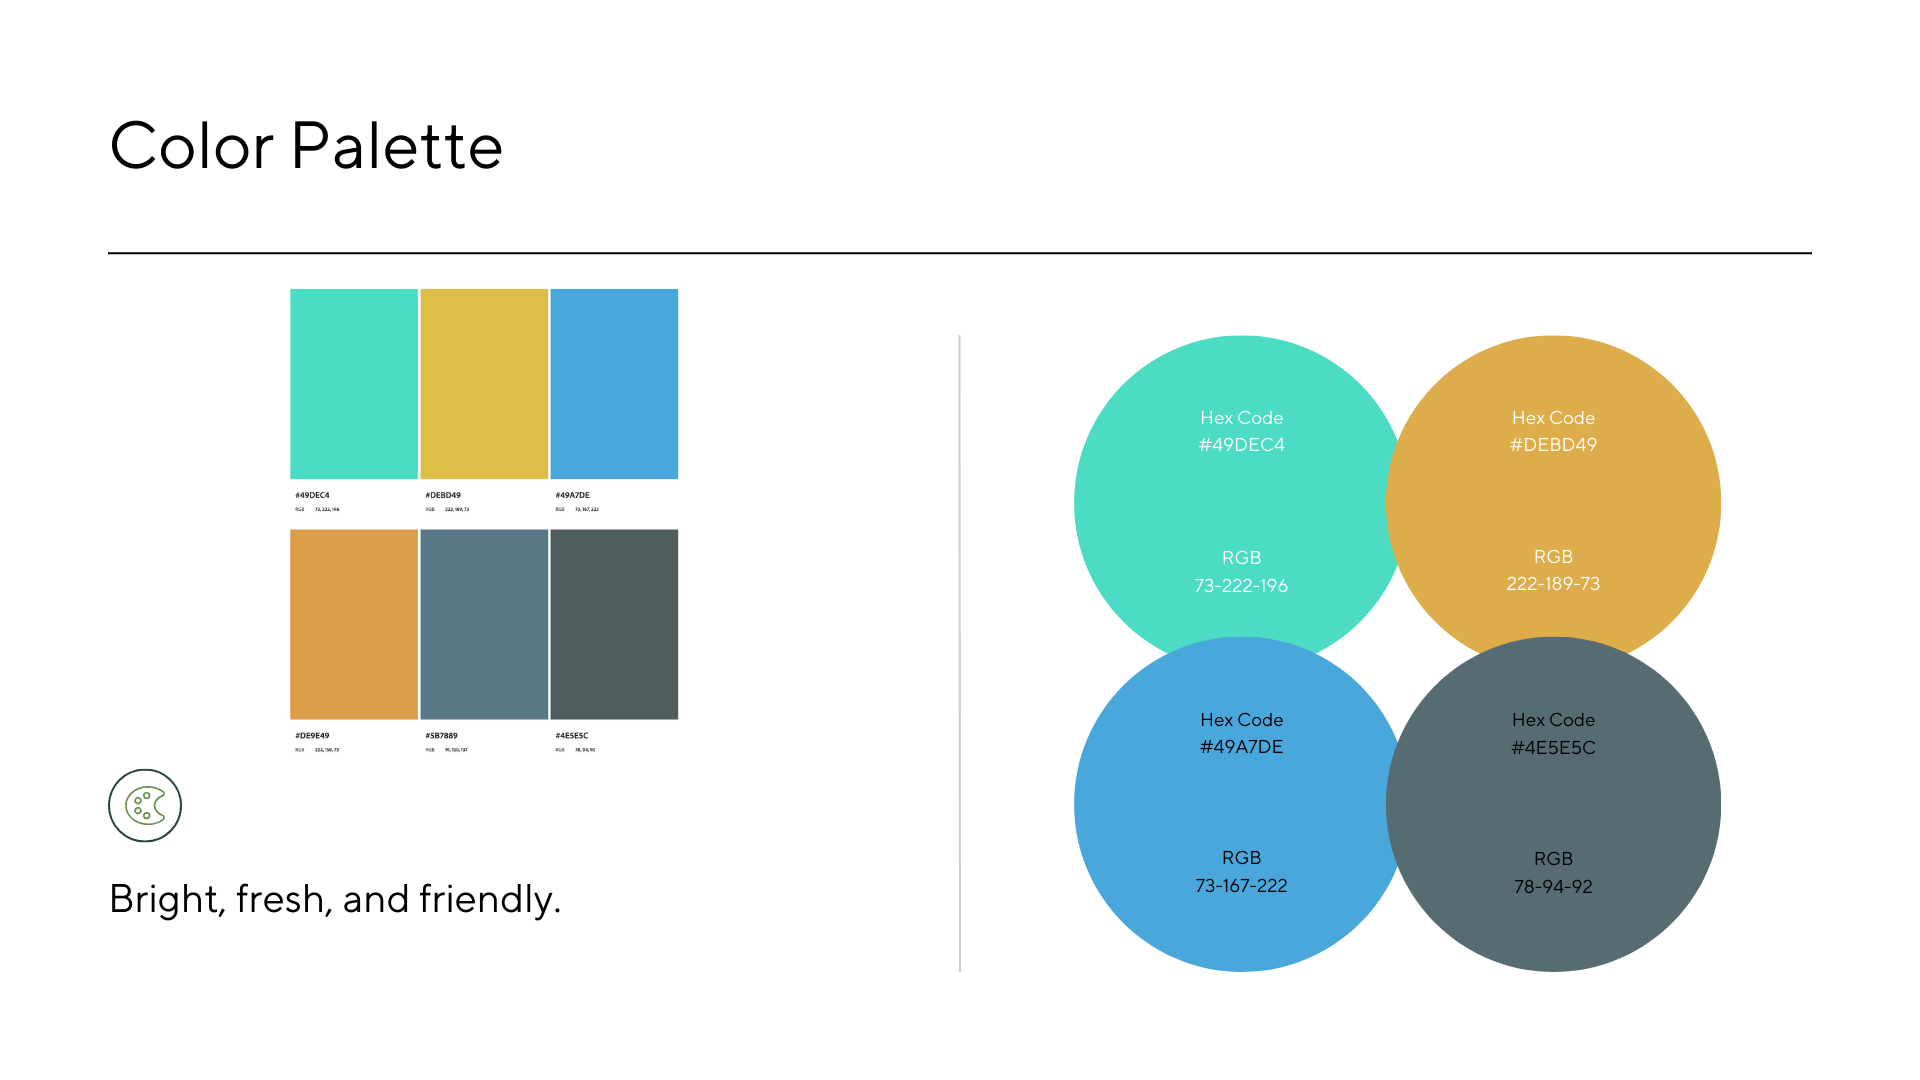 Color Palette
#49DEC4
RGB 73, 222, 196
#DEBD49
RGB 222, 189, 73
#49A7DE
RGB 73, 167, 222
#DE9E49
RGB 222, 158, 73
#5B7889
RGB 91, 120, 137
#4E5E5C
RGB 78, 94, 92
Bright, fresh, and friendly.
Hex Code
#49DEC4
RGB
73-222-196
Hex Code
#DEBD49
RGB
222-189-73
Hex Code
#49A7DE
RGB
73-167-222
Hex Code
#4E5E5C
RGB
78-94-92